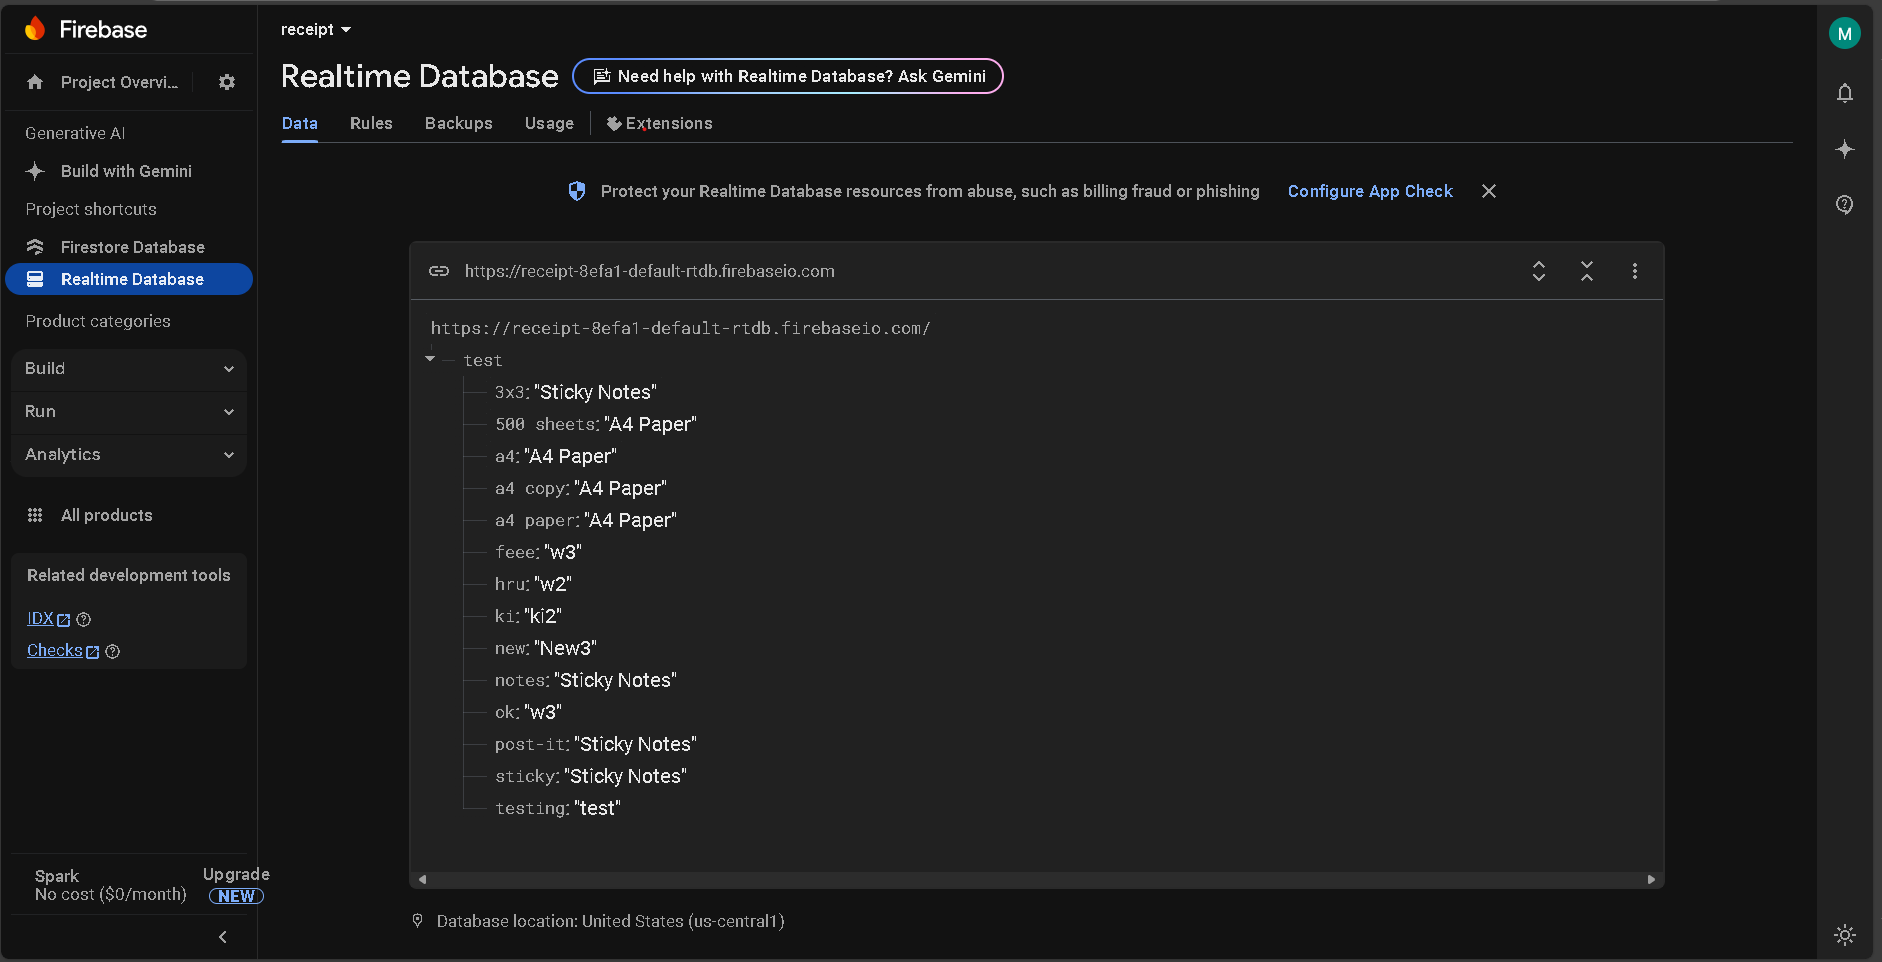 Firebase
Project Overvi...
Generative AI
Build with Gemini
Project shortcuts
Firestore Database
Realtime Database
Product categories
Build
Run
Analytics
All products
Related development tools
IDX
Checks
Spark
No cost ($0/month)
Upgrade
NEW
receipt
Realtime Database
Need help with Realtime Database? Ask Gemini
Data Rules Backups Usage Extensions
Protect your Realtime Database resources from abuse, such as billing fraud or phishing Configure App Check
https://receipt-8efa1-default-rtdb.firebaseio.com
https://receipt-8efa1-default-rtdb.firebaseio.com/
test
3x3: "Sticky Notes"
500 sheets: "A4 Paper"
a4: "A4 Paper"
a4 copy: "A4 Paper"
a4 paper: "A4 Paper"
feee: "w3"
hru: "w2"
ki: "ki2"
new: "New3"
notes: "Sticky Notes"
ok: "w3"
post-it: "Sticky Notes"
sticky: "Sticky Notes"
testing: "test"
Database location: United States (us-central1)
M